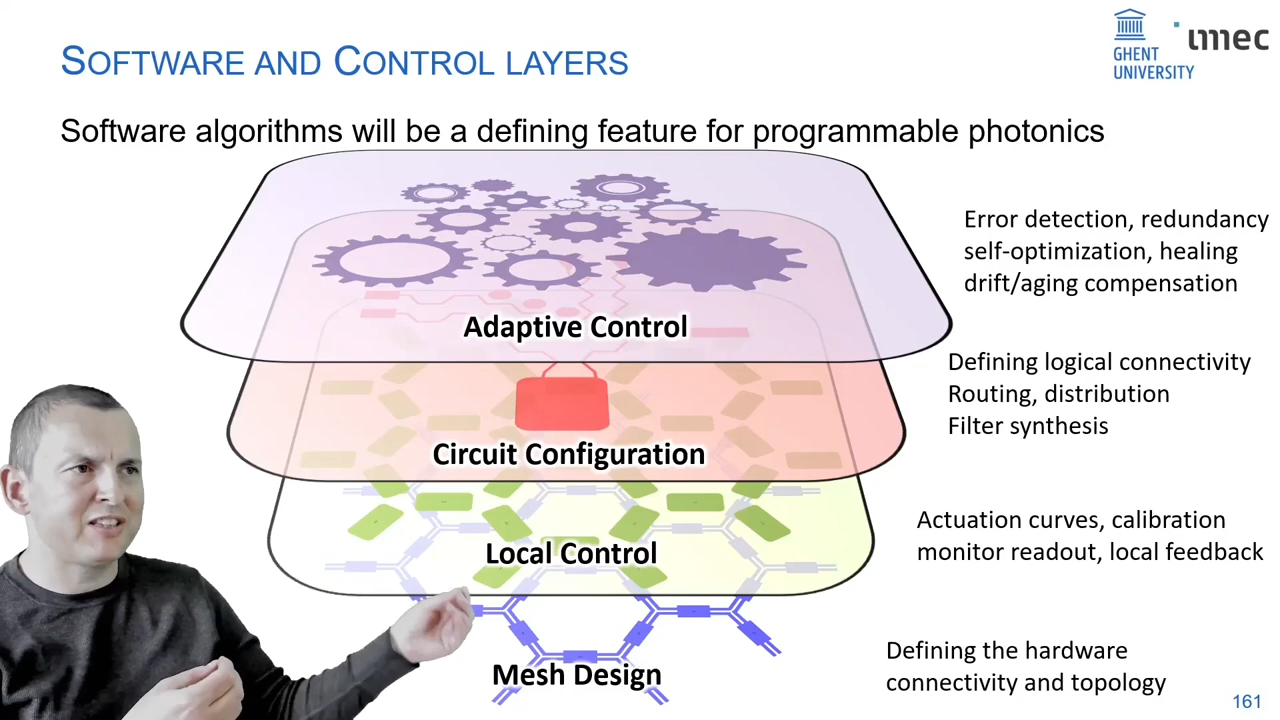 SOFTWARE AND CONTROL LAYERS
GHENT
UNIVERSITY
imec
Software algorithms will be a defining feature for programmable photonics
Error detection, redundancy
self-optimization, healing
drift/aging compensation
Adaptive Control
Defining logical connectivity
Routing, distribution
Filter synthesis
Circuit Configuration
Actuation curves, calibration
monitor readout, local feedback
Local Control
Defining the hardware
connectivity and topology
Mesh Design
161